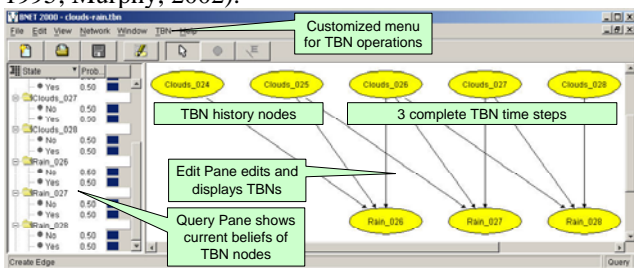 1995; Murphy, 2002).
BNET 2000 - clouds-rain.tbn
File Edit View Network Window TBN Help
Customized menu
for TBN operations
State Prob...
Yes 0.50
Clouds_027
No 0.50
Yes 0.50
Clouds_028
No 0.50
Yes 0.50
Rain_026
No 0.60
Yes 0.50
Rain_027
No 0.50
Yes 0.50
Rain_028
No 0.50
Yes 0.50
Clouds_024 Clouds_025 Clouds_026 Clouds_027 Clouds_028
TBN history nodes
3 complete TBN time steps
Edit Pane edits and
displays TBNs
Query Pane shows
current beliefs of
TBN nodes
Rain_026 Rain_027 Rain_028
Create Edge
Query